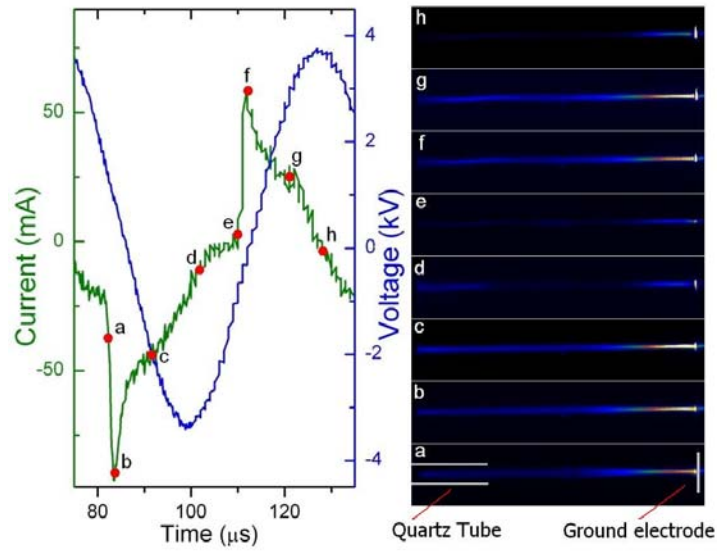 Current (mA)
50
0
-50
a
b
c
d
e
f
g
h
80
100
120
Time (μs)
4
2
0
-2
-4
Voltage (kV)
h
g
f
e
d
c
b
a
Quartz Tube
Ground electrode